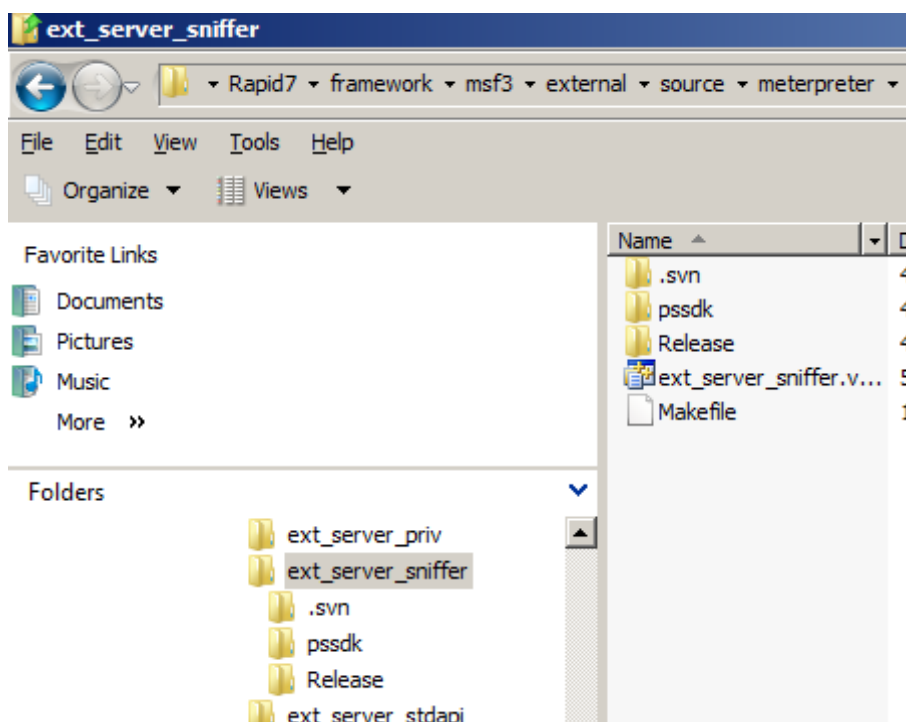 ext_server_sniffer
Rapid7 framework msf3 external source meterpreter
File Edit View Tools Help
Organize Views
Favorite Links
Documents
Pictures
Music
More »
Folders
ext_server_priv
ext_server_sniffer
.svn
pssdk
Release
ext_server_stdapi
Name
.svn
pssdk
Release
ext_server_sniffer.v...
Makefile